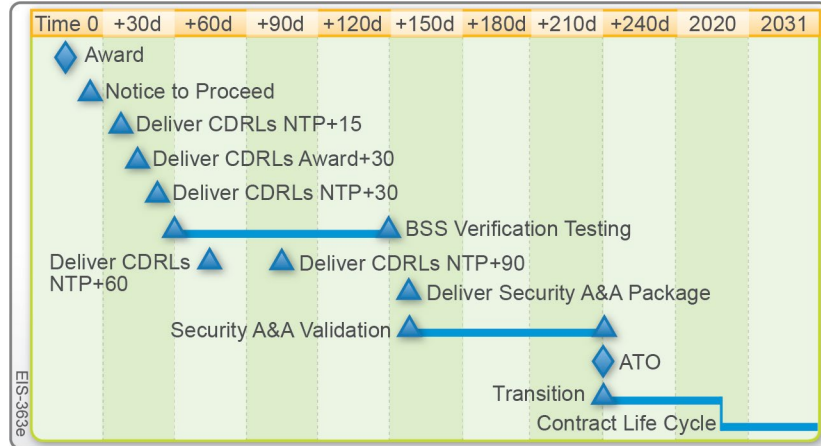 Time 0 +30d +60d +90d +120d +150d +180d +210d +240d 2020 2031
Award
Notice to Proceed
Deliver CDRLs NTP+15
Deliver CDRLs Award+30
Deliver CDRLs NTP+30
BSS Verification Testing
Deliver CDRLs
NTP+60
Deliver CDRLs NTP+90
Deliver Security A&A Package
Security A&A Validation
ATO
Transition
Contract Life Cycle
EIS-363e